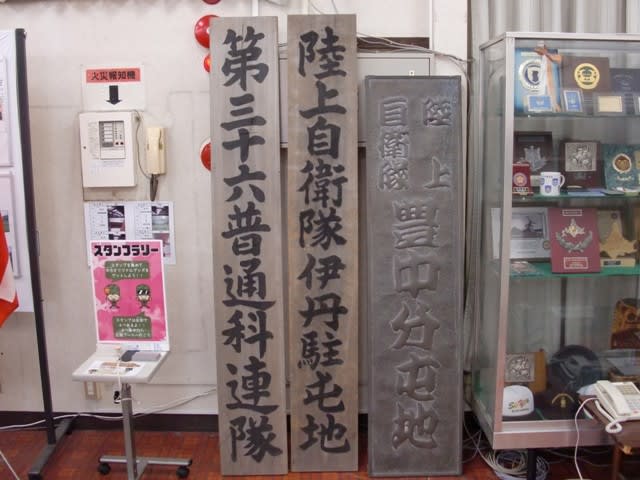 火災報知機
スタンプラリー
第三十六普通科連隊
陸上自衛隊伊丹駐屯地
陸上
自衛隊
豊中分屯地